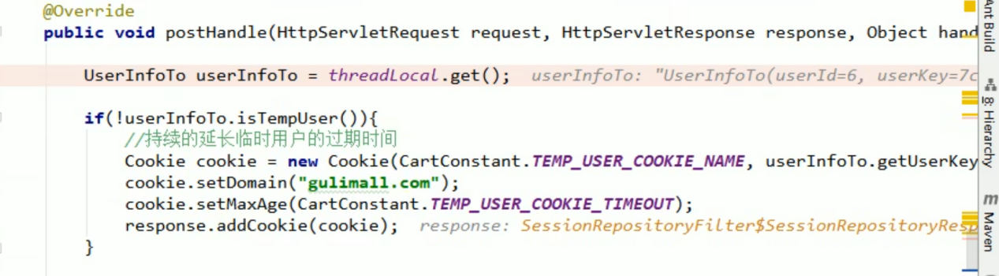 @Override
public void postHandle(HttpServletRequest request, HttpServletResponse response, Object hand
UserInfoTo userInfoTo = threadLocal.get(); userInfoTo: "UserInfoTo(userId=6, userKey=7c
if(!userInfoTo.isTempUser()){
//持续的延长临时用户的过期时间
Cookie cookie = new Cookie(CartConstant.TEMP_USER_COOKIE_NAME, userInfoTo.getUserKey
cookie.setDomain("gulimall.com");
cookie.setMaxAge(CartConstant.TEMP_USER_COOKIE_TIMEOUT);
response.addCookie(cookie); response: SessionRepositoryFilter$SessionRepositoryResp
}
Ant Build
8: Hierarchy
m Maven